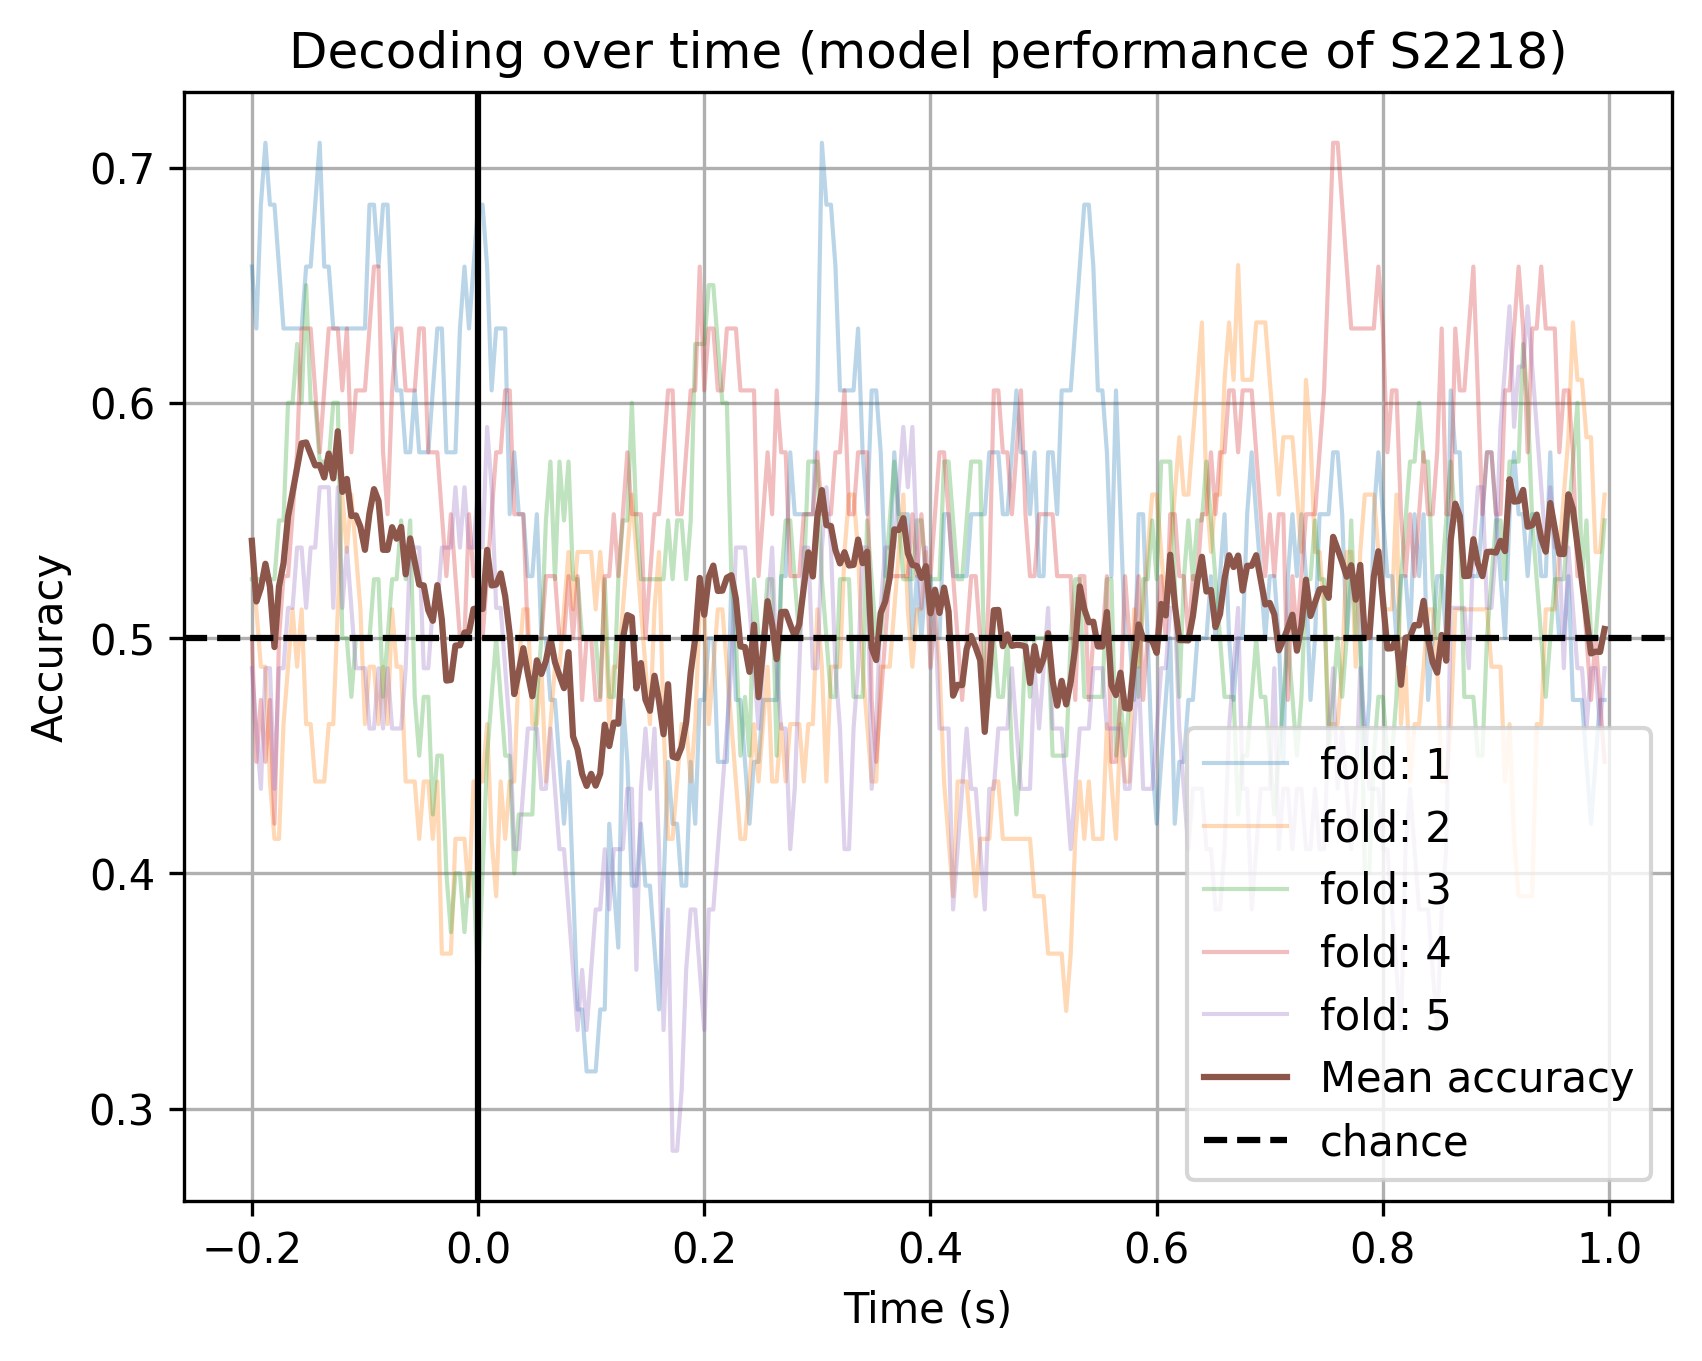 Decoding over time (model performance of S2218)
Accuracy
0.7
0.6
0.5
0.4
0.3
−0.2 0.0 0.2 0.4 0.6 0.8 1.0
Time (s)
fold: 1
fold: 2
fold: 3
fold: 4
fold: 5
Mean accuracy
chance